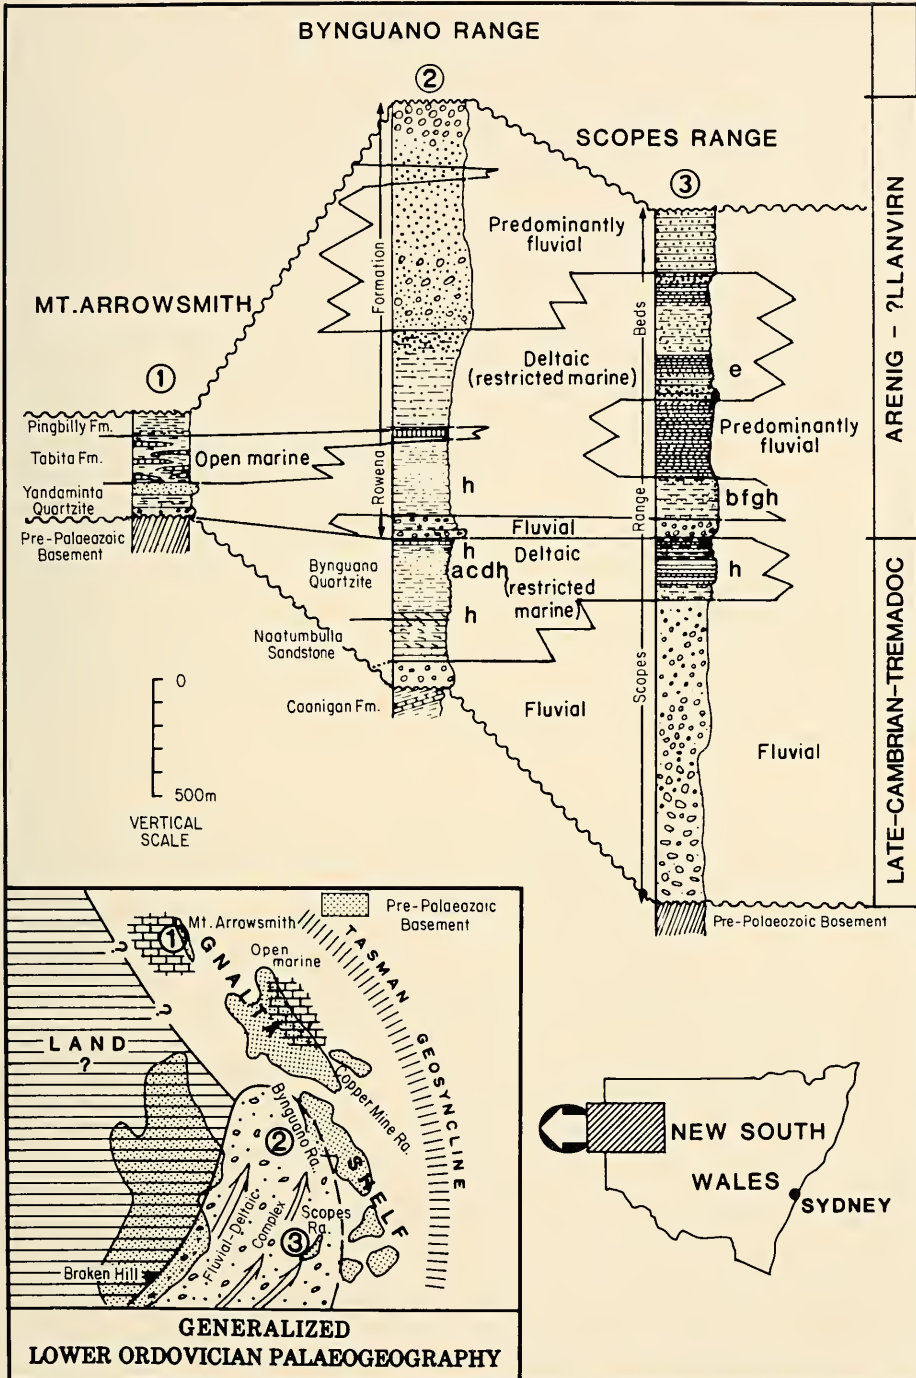 BYNGUANO RANGE
②
SCOPES RANGE
③
MT. ARROWSMITH
①
Predominantly
fluvial
Formation
Rowena
Deltaic
(restricted marine)
Beds
Range
Scopes
e
Predominantly
fluvial
Pingbilly Fm.
Tabita Fm.
Yandaminta
Quartzite
Pre-Palaeozoic
Basement
Open marine
h
bfgh
Fluvial
h
Deltaic
acdh
(restricted
marine)
h
h
Bynguano
Quartzite
Nootumbulla
Sandstone
Coonigan Fm.
Fluvial
Fluvial
Pre-Palaeozoic Basement
0
500m
VERTICAL
SCALE
ARENIG - ?LLANVIRN
LATE-CAMBRIAN-TREMADOC
Pre-Palaeozoic
Basement
Mt. Arrowsmith
①
Open
marine
GNALTA
SHELF
TASMAN GEOSYNCLINE
?
?
LAND
?
Copper Mine Ra.
Bynguano
Ra.
②
Fluvial-Deltaic
Complex
Scopes
Ra.
③
Broken Hill
GENERALIZED
LOWER ORDOVICIAN PALAEOGEOGRAPHY
NEW SOUTH
WALES
SYDNEY